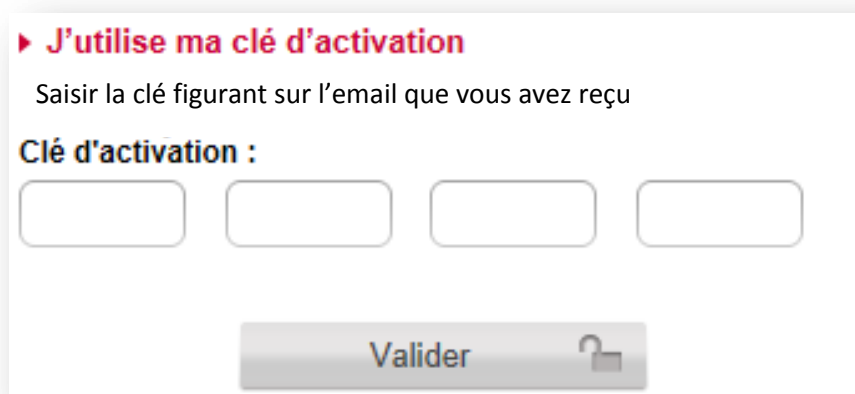 J'utilise ma clé d'activation
Saisir la clé figurant sur l'email que vous avez reçu
Clé d'activation :
Valider